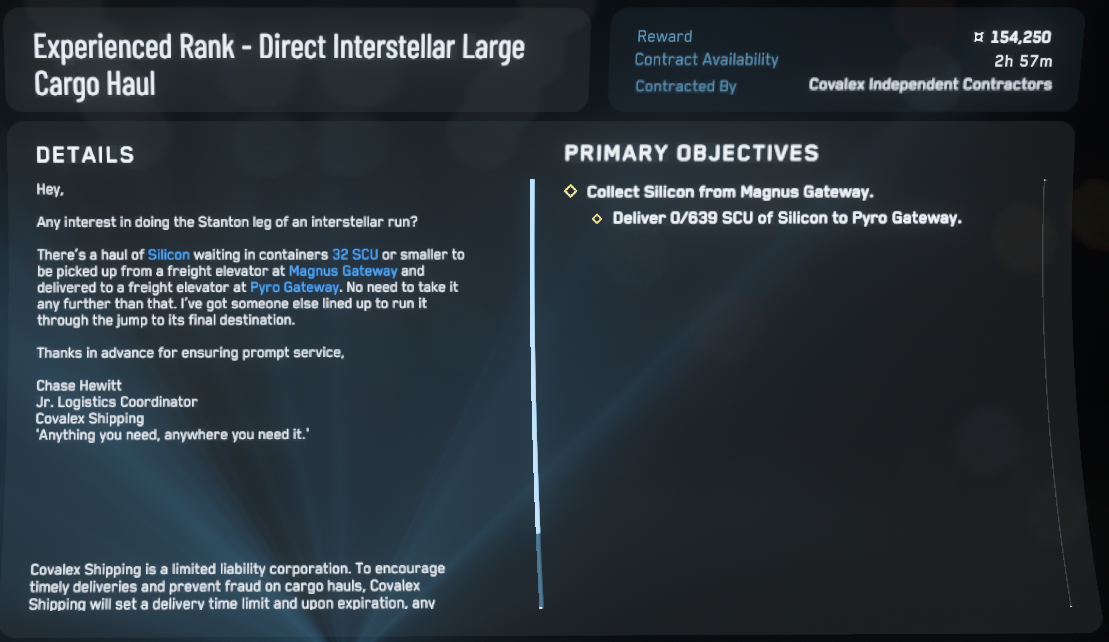 Experienced Rank - Direct Interstellar Large
Cargo Haul
Reward ¤ 154,250
Contract Availability 2h 57m
Contracted By Covalex Independent Contractors
DETAILS
Hey,
Any interest in doing the Stanton leg of an interstellar run?
There's a haul of Silicon waiting in containers 32 SCU or smaller to
be picked up from a freight elevator at Magnus Gateway and
delivered to a freight elevator at Pyro Gateway. No need to take it
any further than that. I've got someone else lined up to run it
through the jump to its final destination.
Thanks in advance for ensuring prompt service,
Chase Hewitt
Jr. Logistics Coordinator
Covalex Shipping
'Anything you need, anywhere you need it.'
Covalex Shipping is a limited liability corporation. To encourage
timely deliveries and prevent fraud on cargo hauls, Covalex
Shipping will set a delivery time limit and upon expiration, any
PRIMARY OBJECTIVES
Collect Silicon from Magnus Gateway.
Deliver 0/639 SCU of Silicon to Pyro Gateway.